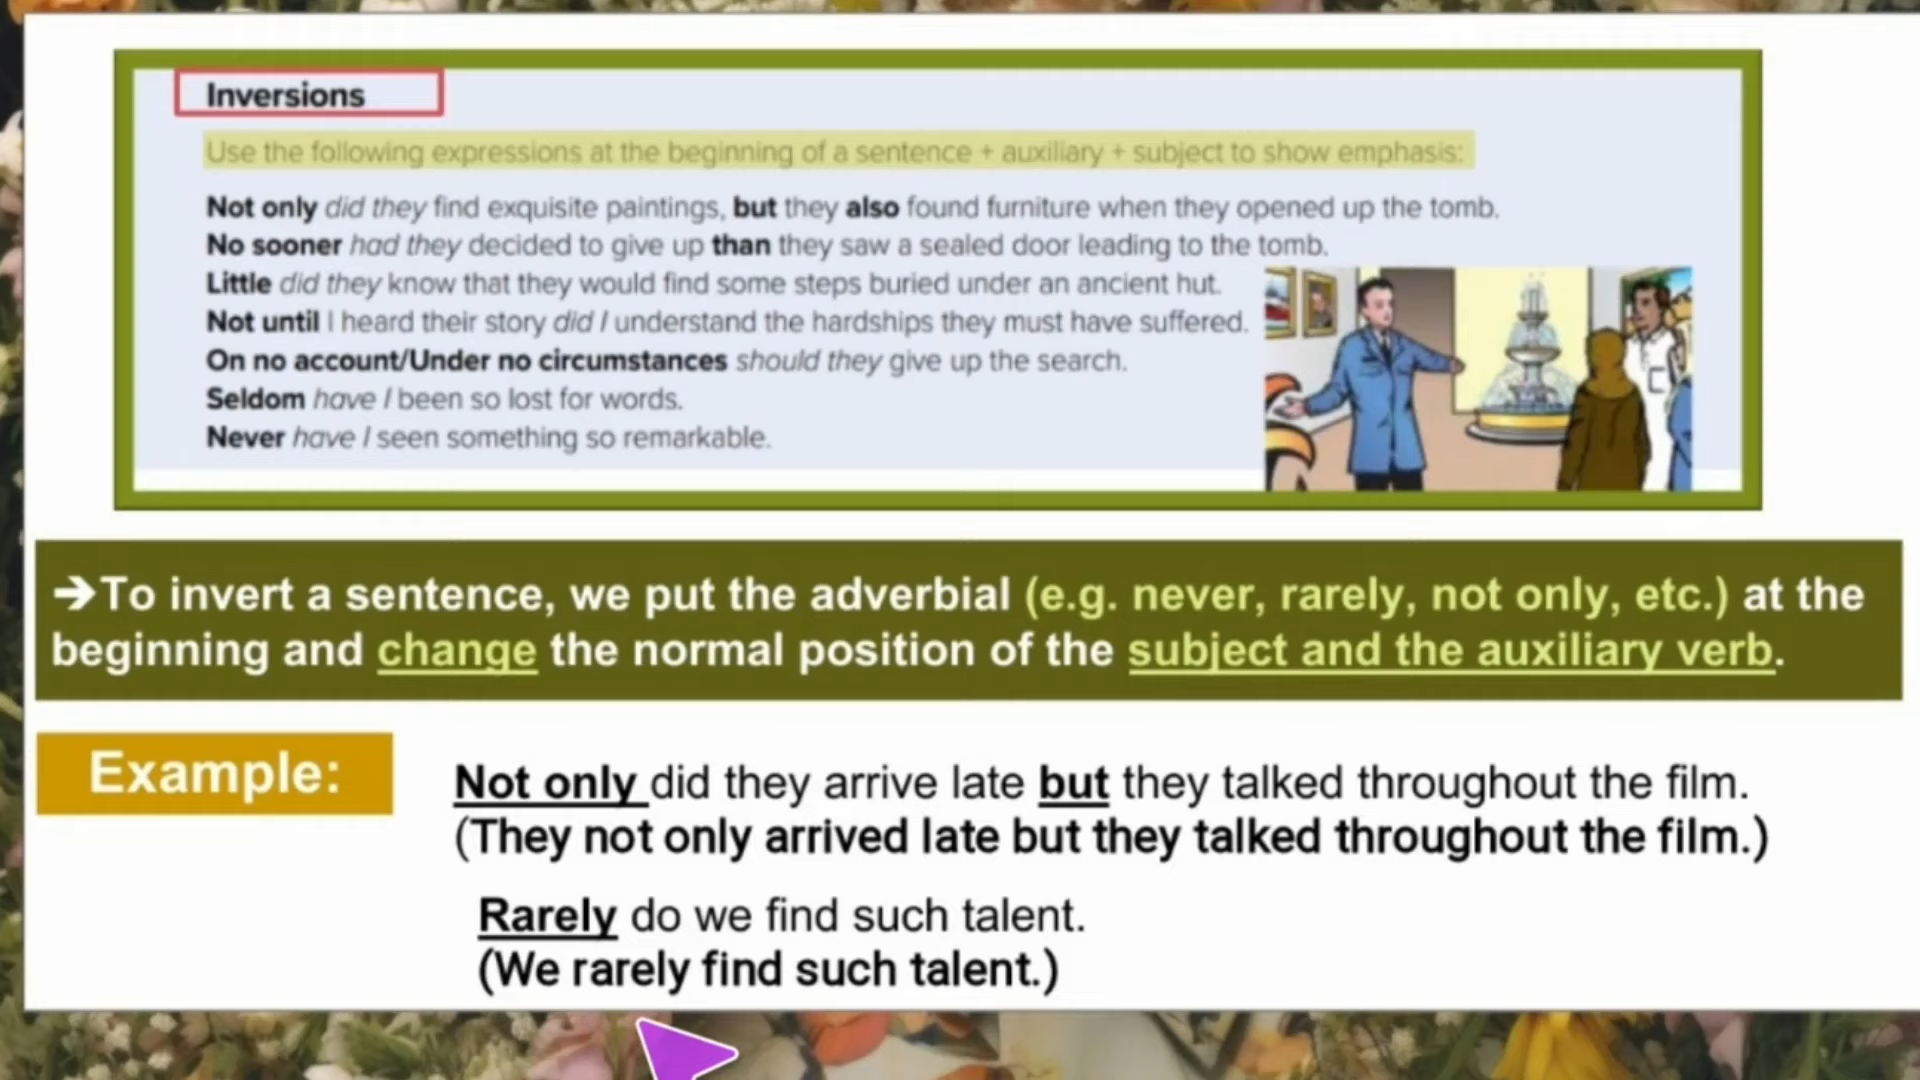 Inversions
Use the following expressions at the beginning of a sentence + auxiliary + subject to show emphasis:
Not only did they find exquisite paintings, but they also found furniture when they opened up the tomb.
No sooner had they decided to give up than they saw a sealed door leading to the tomb.
Little did they know that they would find some steps buried under an ancient hut.
Not until I heard their story did I understand the hardships they must have suffered.
On no account/Under no circumstances should they give up the search.
Seldom have I been so lost for words.
Never have I seen something so remarkable.
➔To invert a sentence, we put the adverbial (e.g. never, rarely, not only, etc.) at the
beginning and change the normal position of the subject and the auxiliary verb.
Example:
Not only did they arrive late but they talked throughout the film.
(They not only arrived late but they talked throughout the film.)
Rarely do we find such talent.
(We rarely find such talent.)